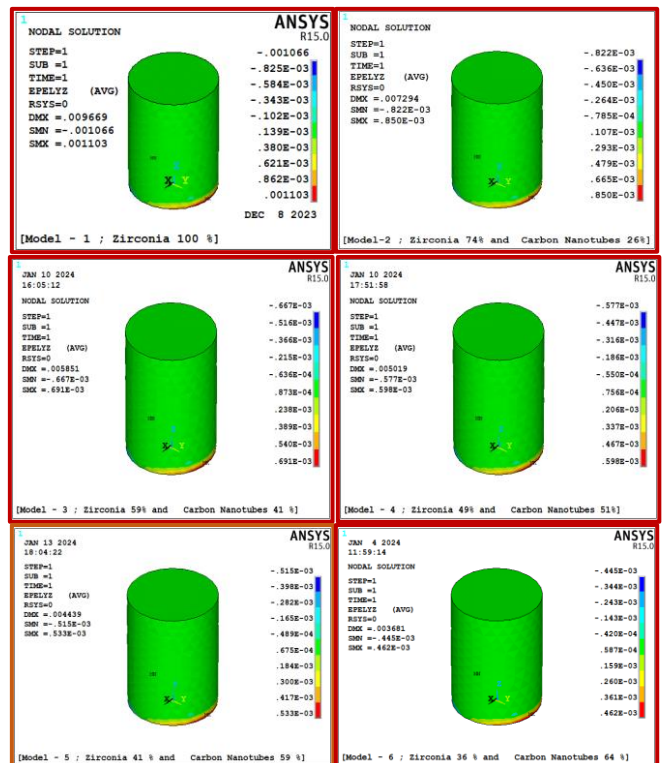 1
NODAL SOLUTION
STEP=1
SUB =1
TIME=1
EPELYZ (AVG)
RSYS=0
DMX =.009669
SMN =-.001066
SMX =.001103
ANSYS
R15.0
-.001066
-.825E-03
-.584E-03
-.343E-03
-.102E-03
.139E-03
.380E-03
.621E-03
.862E-03
.001103
DEC 8 2023
X Y
[Model - 1 ; Zirconia 100 %]
1
NODAL SOLUTION
STEP=1
SUB =1
TIME=1
EPELYZ (AVG)
RSYS=0
DMX =.007294
SMN =-.822E-03
SMX =.850E-03
-.822E-03
-.636E-03
-.450E-03
-.264E-03
-.785E-04
.107E-03
.293E-03
.479E-03
.665E-03
.850E-03
X Y
[Model-2 ; Zirconia 74% and Carbon Nanotubes 26%]
1
JAN 10 2024
16:05:12
NODAL SOLUTION
STEP=1
SUB =1
TIME=1
EPELYZ (AVG)
RSYS=0
DMX =.005851
SMN =-.667E-03
SMX =.691E-03
ANSYS
R15.0
-.667E-03
-.516E-03
-.366E-03
-.215E-03
-.636E-04
.873E-04
.238E-03
.389E-03
.540E-03
.691E-03
X Y
[Model - 3 ; Zirconia 59% and Carbon Nanotubes 41 %]
1
JAN 10 2024
17:51:58
NODAL SOLUTION
STEP=1
SUB =1
TIME=1
EPELYZ (AVG)
RSYS=0
DMX =.005019
SMN =-.577E-03
SMX =.598E-03
ANSYS
R15.0
-.577E-03
-.447E-03
-.316E-03
-.186E-03
-.550E-04
.756E-04
.206E-03
.337E-03
.467E-03
.598E-03
X Y
[Model - 4 ; Zirconia 49% and Carbon Nanotubes 51%]
1
JAN 13 2024
18:04:22
STEP=1
SUB =1
TIME=1
EPELYZ (AVG)
RSYS=0
DMX =.004439
SMN =-.515E-03
SMX =.533E-03
ANSYS
R15.0
-.515E-03
-.398E-03
-.282E-03
-.165E-03
-.489E-04
.675E-04
.184E-03
.300E-03
.417E-03
.533E-03
X Y
[Model - 5 ; Zirconia 41 % and Carbon Nanotubes 59 %]
1
JAN 4 2024
11:59:14
NODAL SOLUTION
STEP=1
SUB =1
TIME=1
EPELYZ (AVG)
RSYS=0
DMX =.003681
SMN =-.445E-03
SMX =.462E-03
ANSYS
R15.0
-.445E-03
-.344E-03
-.243E-03
-.143E-03
-.420E-04
.587E-04
.159E-03
.260E-03
.361E-03
.462E-03
X Y
[Model - 6 ; Zirconia 36 % and Carbon Nanotubes 64 %]